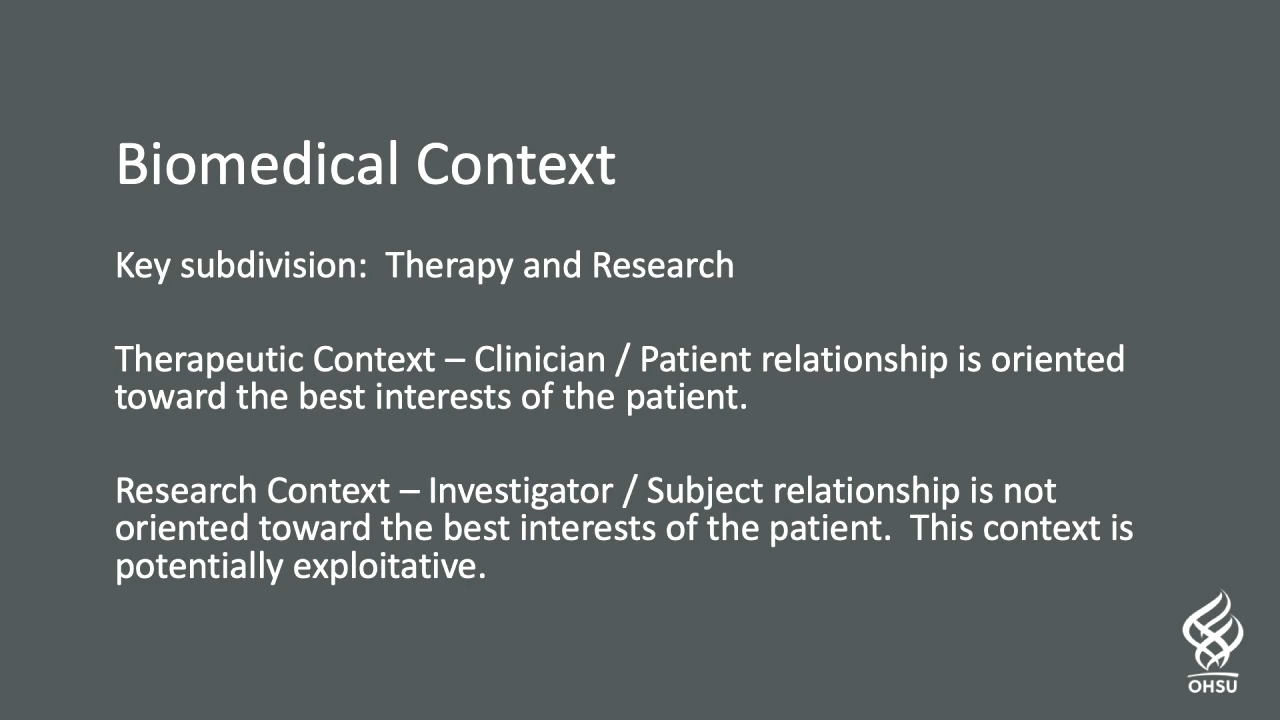 Biomedical Context
Key subdivision:  Therapy and Research
Therapeutic Context – Clinician / Patient relationship is oriented
toward the best interests of the patient.
Research Context – Investigator / Subject relationship is not
oriented toward the best interests of the patient.  This context is
potentially exploitative.
OHSU